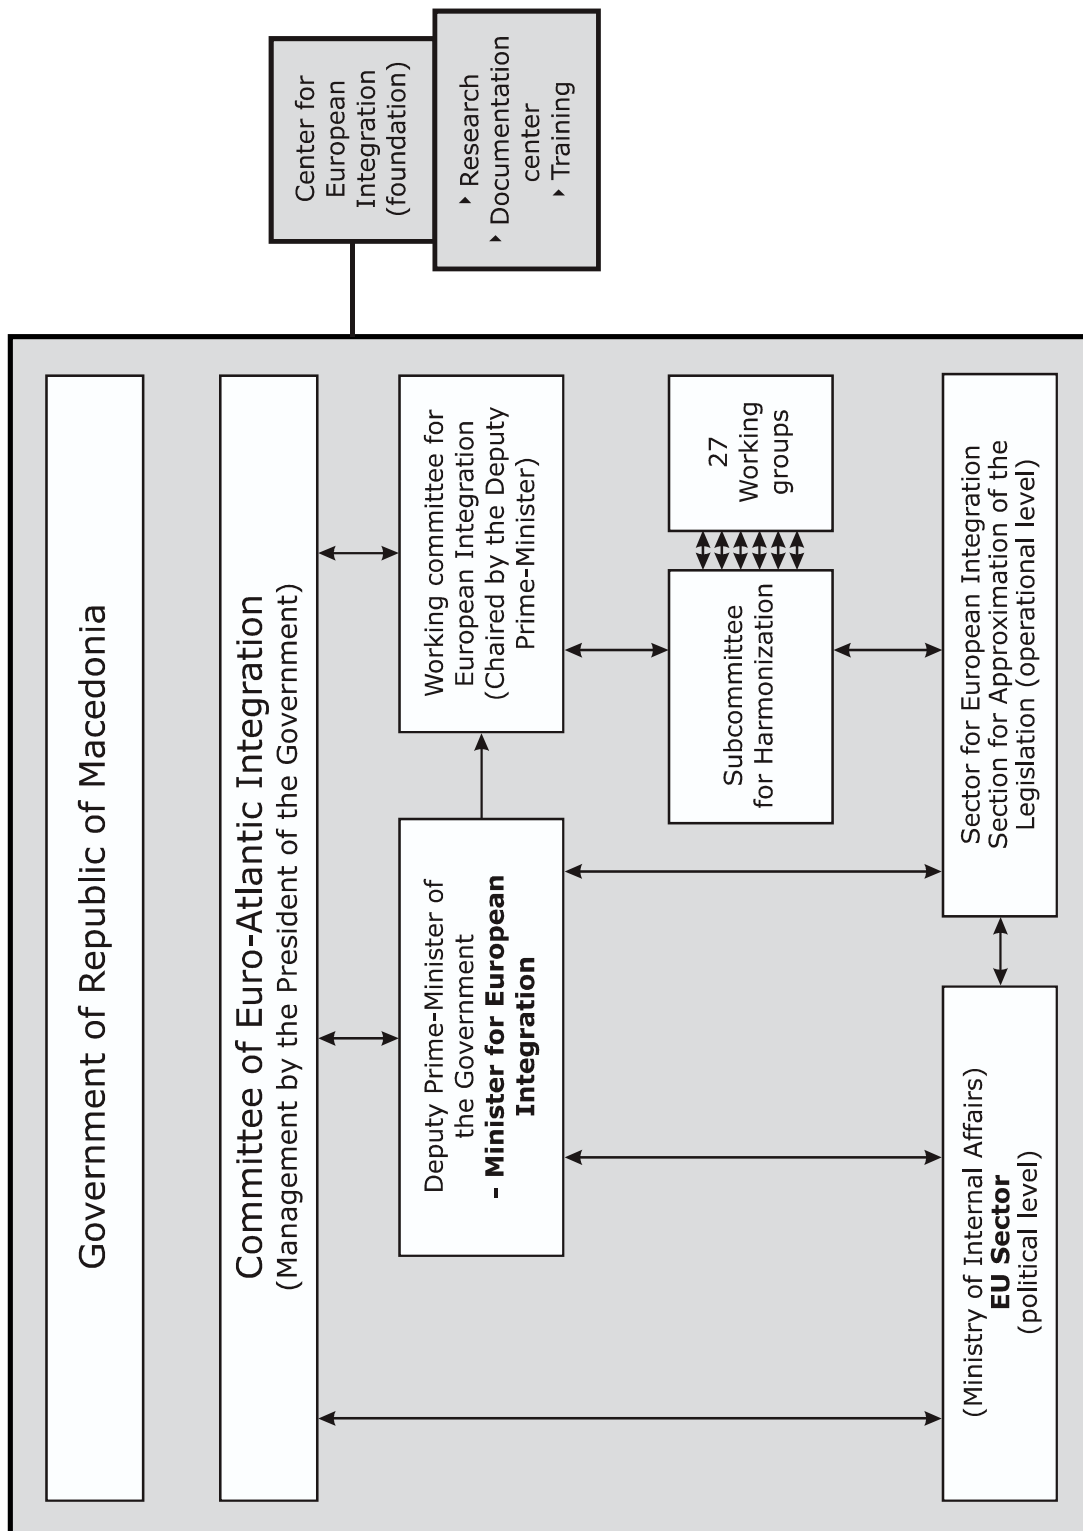 Government of Republic of Macedonia
Committee of Euro-Atlantic Integration
(Management by the President of the Government)
Deputy Prime-Minister of
the Government
– Minister for European
Integration
Working committee for
European Integration
(Chaired by the Deputy
Prime-Minister)
Subcommittee
for Harmonization
27
Working
groups
(Ministry of Internal Affairs)
EU Sector
(political level)
Sector for European Integration
Section for Approximation of the
Legislation (operational level)
Center for
European
Integration
(foundation)
Research
Documentation
center
Training